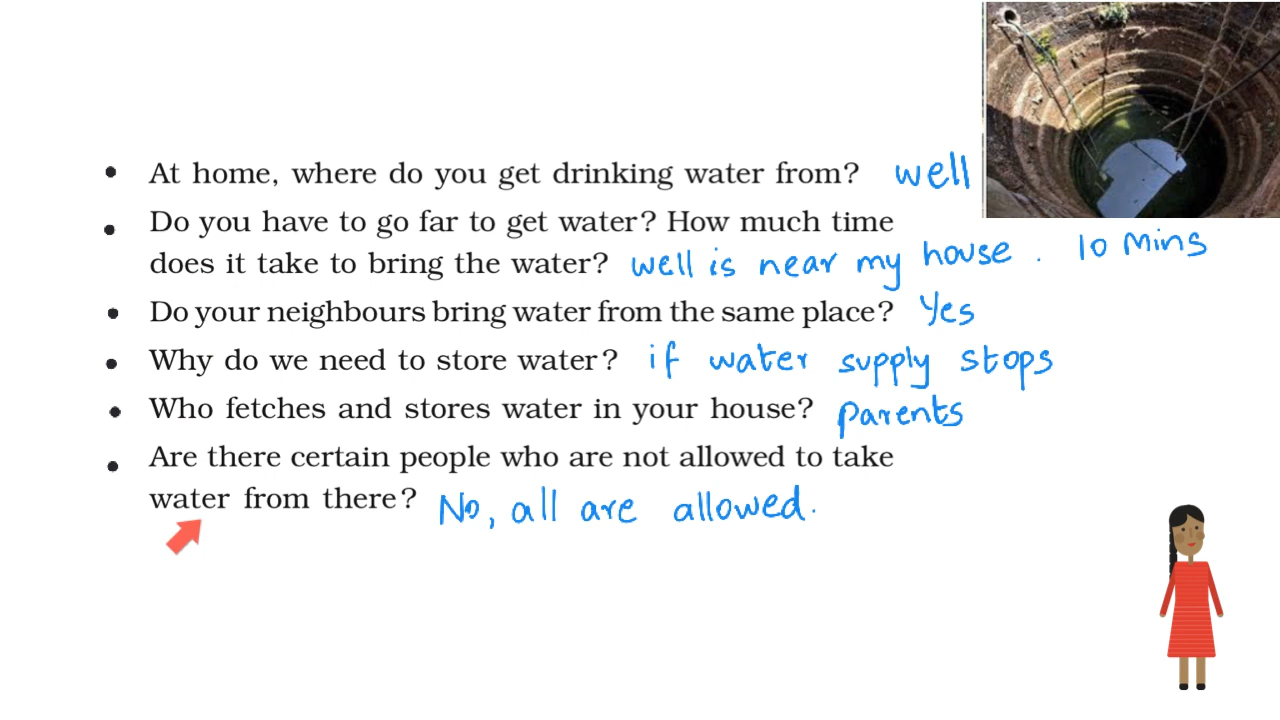 • At home, where do you get drinking water from? well
• Do you have to go far to get water? How much time
does it take to bring the water? well is near my house. 10 Mins
• Do your neighbours bring water from the same place? Yes
• Why do we need to store water? if water supply stops
• Who fetches and stores water in your house? parents
• Are there certain people who are not allowed to take
water from there? No, all are allowed.